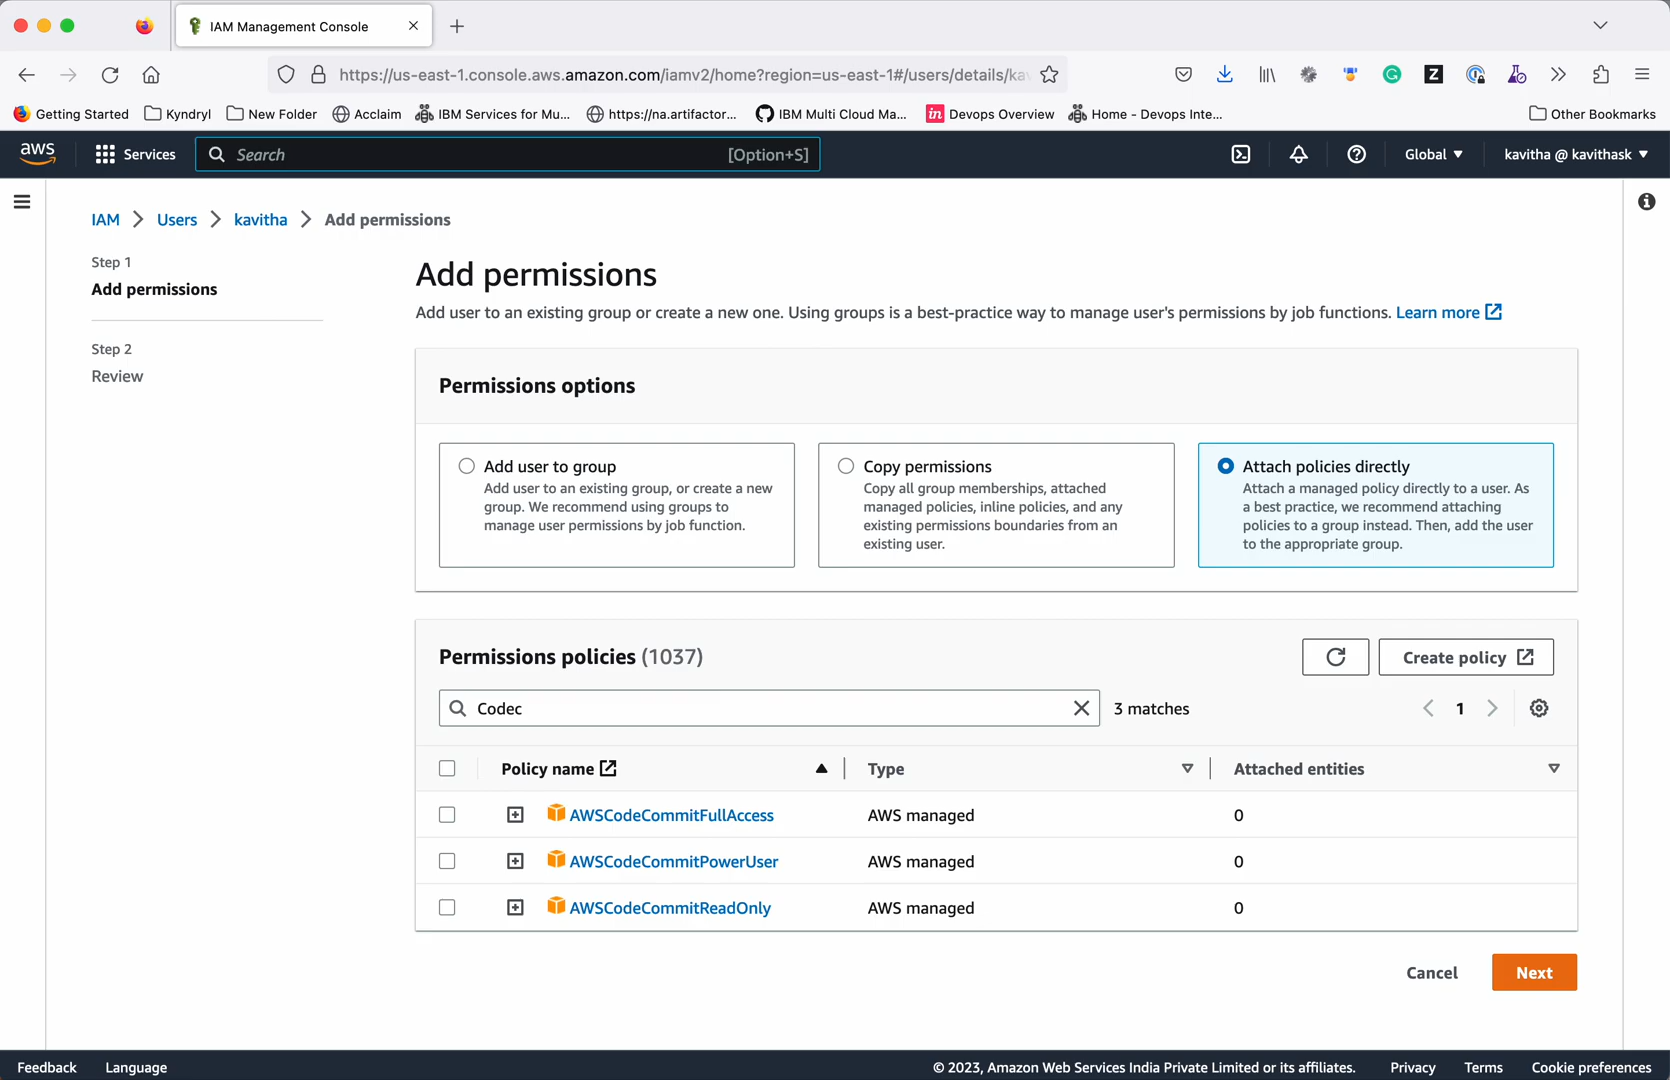 IAM Management Console
https://us-east-1.console.aws.amazon.com/iamv2/home?region=us-east-1#/users/details/kav
Getting Started
Kyndryl
New Folder
Acclaim
IBM Services for Mu...
https://na.artifactor...
IBM Multi Cloud Ma...
in
Devops Overview
Home - Devops Inte...
Other Bookmarks
aws
Services
Search
[Option+S]
Global
kavitha @ kavithask
IAM
Users
kavitha
Add permissions
Step 1
Add permissions
Step 2
Review
Add permissions
Add user to an existing group or create a new one. Using groups is a best-practice way to manage user's permissions by job functions. Learn more
Permissions options
Add user to group
Add user to an existing group, or create a new
group. We recommend using groups to
manage user permissions by job function.
Copy permissions
Copy all group memberships, attached
managed policies, inline policies, and any
existing permissions boundaries from an
existing user.
Attach policies directly
Attach a managed policy directly to a user. As
a best practice, we recommend attaching
policies to a group instead. Then, add the user
to the appropriate group.
Permissions policies (1037)
Create policy
Codec
3 matches
1
Policy name
Type
Attached entities
AWSCodeCommitFullAccess
AWS managed
0
AWSCodeCommitPowerUser
AWS managed
0
AWSCodeCommitReadOnly
AWS managed
0
Cancel
Next
Feedback
Language
© 2023, Amazon Web Services India Private Limited or its affiliates.
Privacy
Terms
Cookie preferences